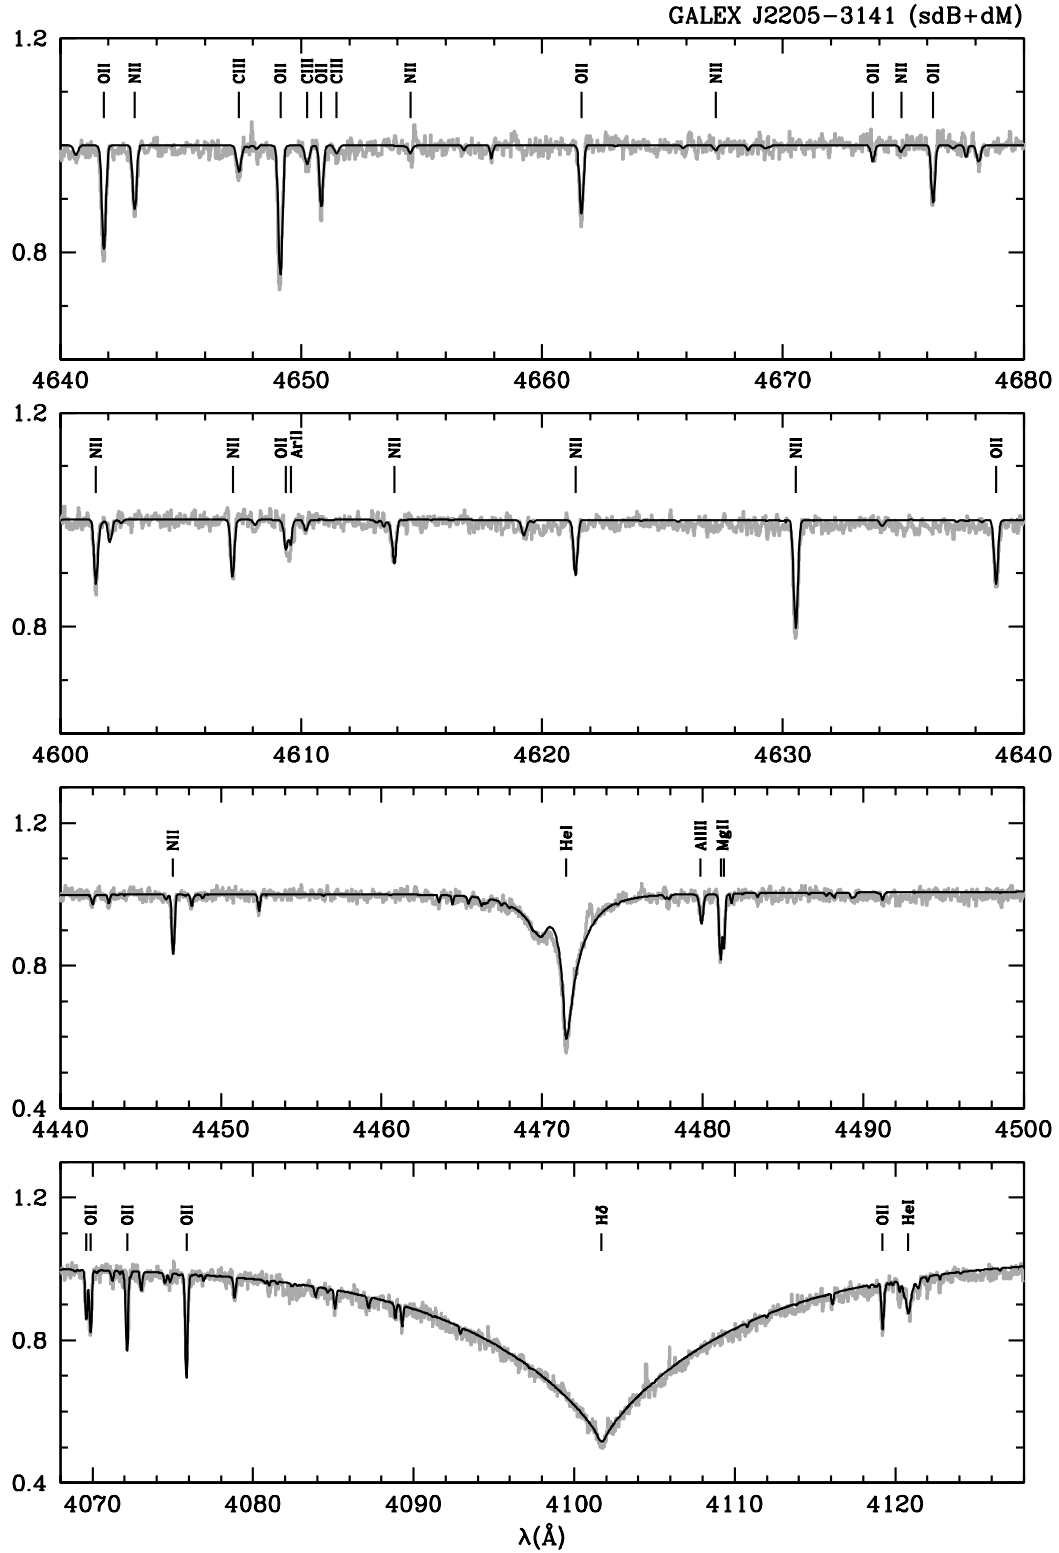 GALEX J2205−3141 (sdB+dM)
1.2
OII NII CIII OII CIII OII CIII NII OII NII OII NII OII
0.8
4640 4650 4660 4670 4680
1.2
NII NII OII ArII NII NII NII OII
0.8
4600 4610 4620 4630 4640
1.2
NII HeI AlIII MgII
0.8
0.4
4440 4450 4460 4470 4480 4490 4500
1.2
OII OII OII Hδ OII HeI
0.8
0.4
4070 4080 4090 4100 4110 4120
λ(Å)